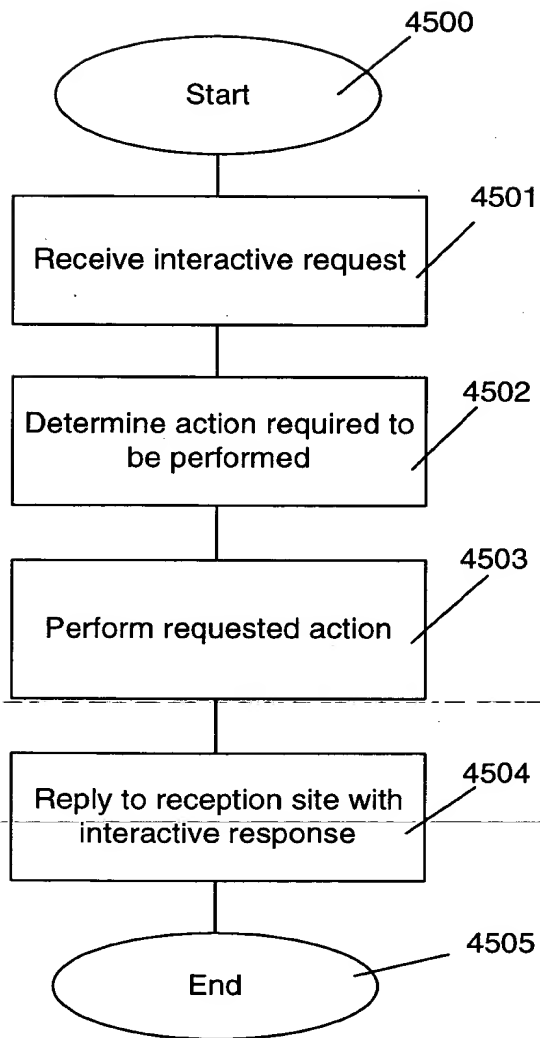 4500
Start
4501
Receive interactive request
4502
Determine action required to
be performed
4503
Perform requested action
4504
Reply to reception site with
interactive response
4505
End